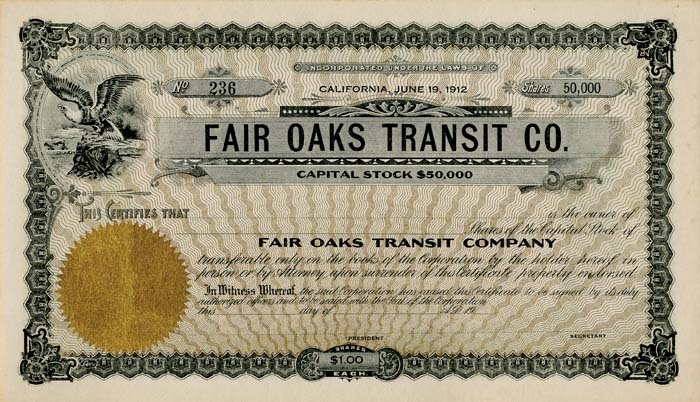 INCORPORATED UNDER THE LAWS OF
No 236
CALIFORNIA, JUNE 19, 1912
Shares 50,000
FAIR OAKS TRANSIT CO.
CAPITAL STOCK $50,000
THIS CERTIFIES THAT
is the owner of
Shares of the Capital Stock of
FAIR OAKS TRANSIT COMPANY
transferable only on the books of the Corporation by the holder hereof in
person or by Attorney upon surrender of this Certificate properly endorsed.
In Witness Whereof, the said Corporation has caused this Certificate to be signed by its duly
authorized officers and to be sealed with the Seal of the Corporation
this day of A.D. 19
PRESIDENT
SECRETARY
SHARES
$1.00
EACH